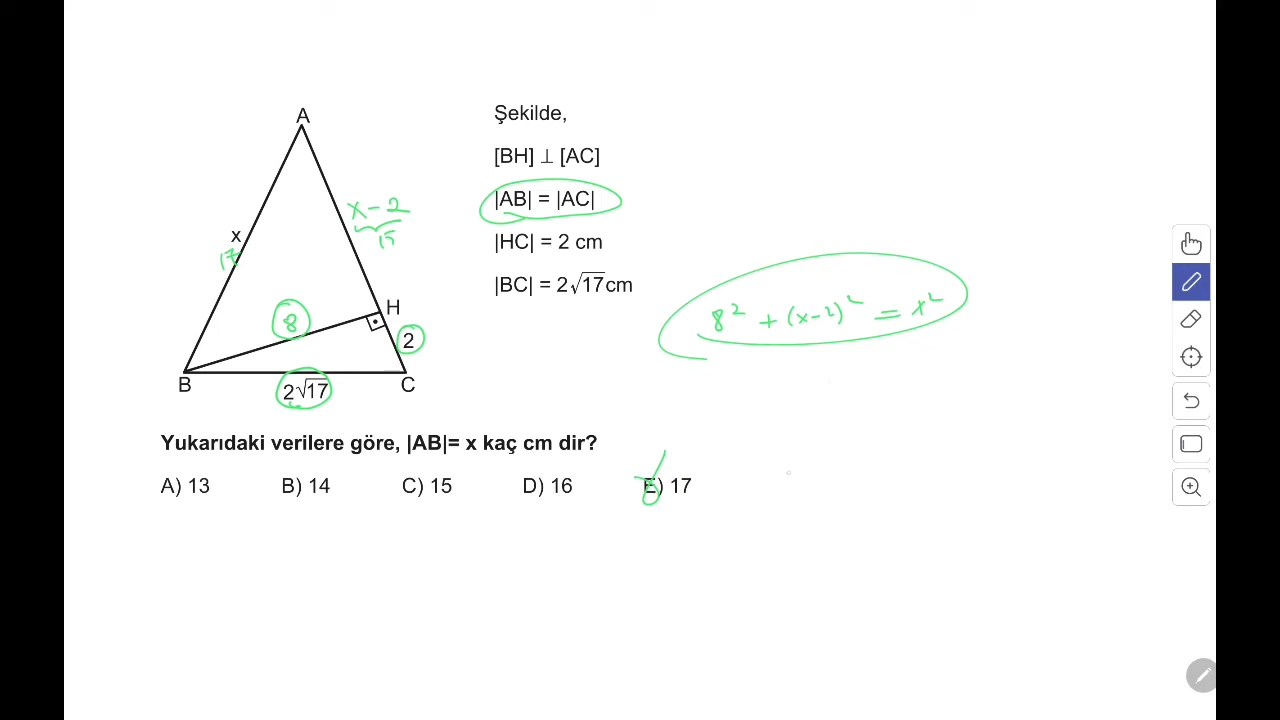 A
Şekilde,
[BH] ⊥ [AC]
|AB| = |AC|
x – 2
15
x
17
|HC| = 2 cm
|BC| = 2√17cm
H
8
2
8² + (x–2)² = x²
B
2√17
C
Yukarıdaki verilere göre, |AB|= x kaç cm dir?
A) 13 B) 14 C) 15 D) 16 E) 17